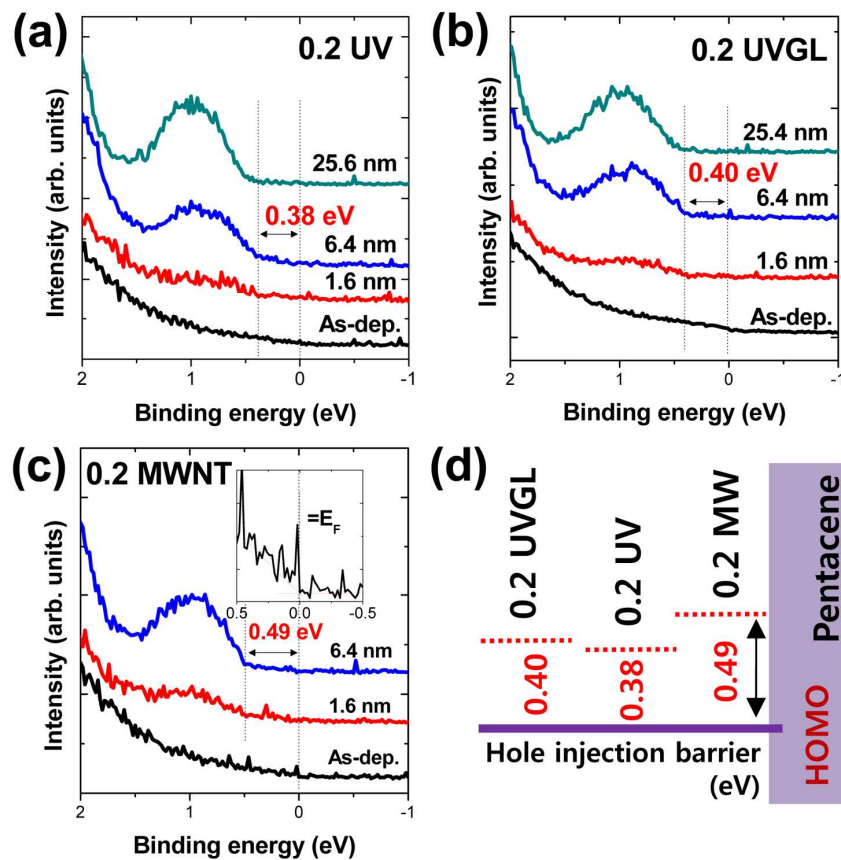 (a)
0.2 UV
25.6 nm
0.38 eV
6.4 nm
1.6 nm
As-dep.
Intensity (arb. units)
2 1 0 -1
Binding energy (eV)
(b)
0.2 UVGL
25.4 nm
0.40 eV
6.4 nm
1.6 nm
As-dep.
Intensity (arb. units)
2 1 0 -1
Binding energy (eV)
(c)
0.2 MWNT
=EF
0.5 0.0 -0.5
0.49 eV
6.4 nm
1.6 nm
As-dep.
Intensity (arb. units)
2 1 0 -1
Binding energy (eV)
(d)
0.2 UVGL
0.2 UV
0.2 MW
0.40
0.38
0.49
Pentacene
HOMO
Hole injection barrier
(eV)